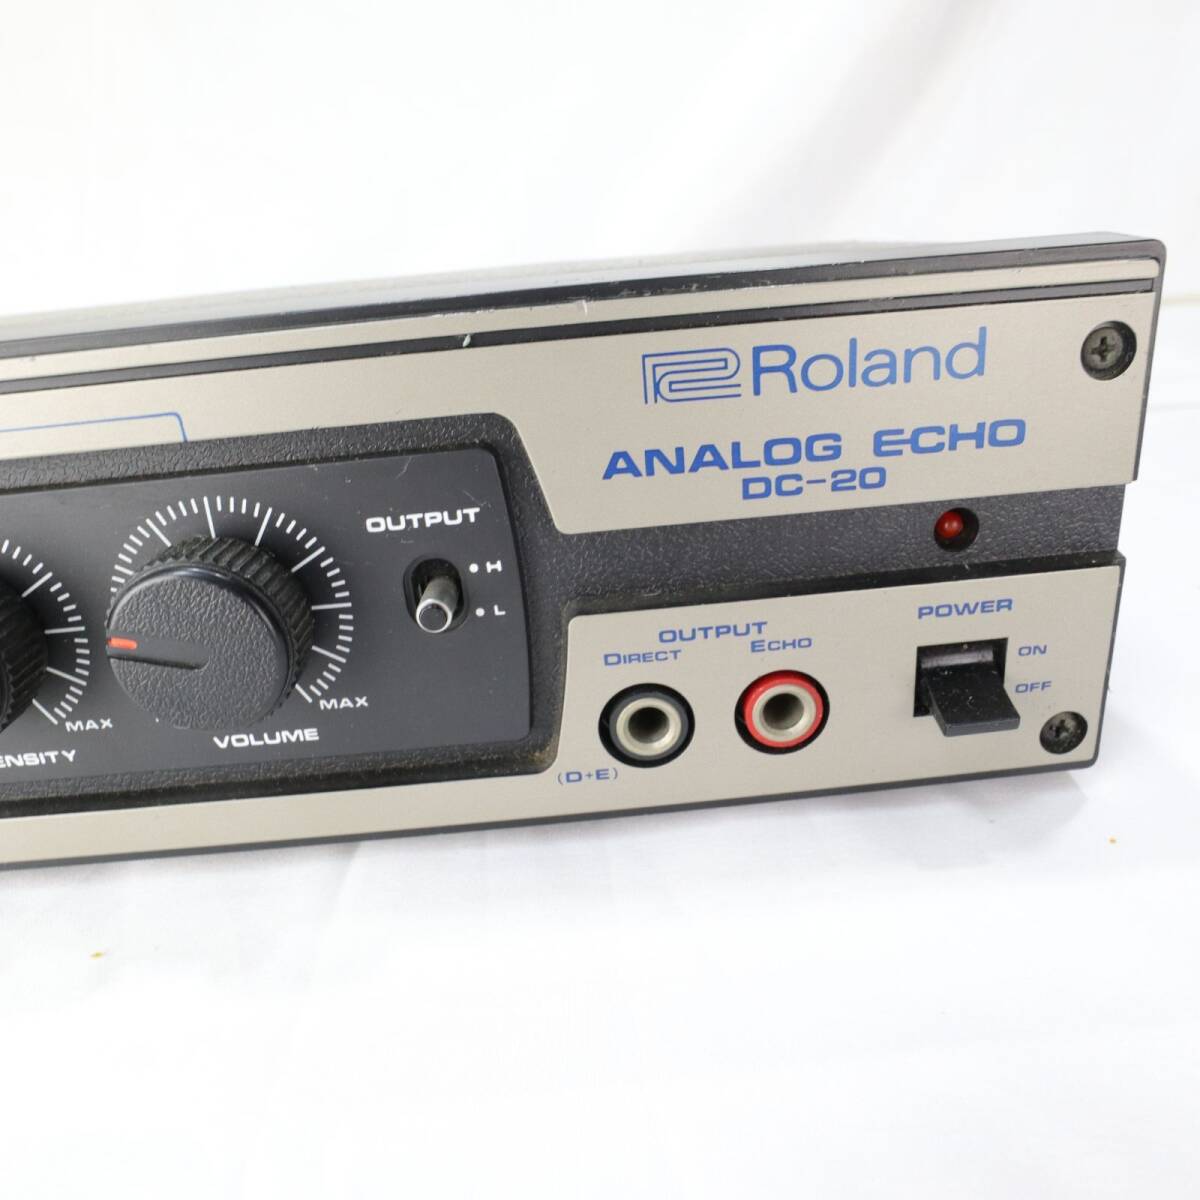 Roland
ANALOG ECHO
DC-20
OUTPUT
H
L
MAX
VOLUME
MAX
ENSITY
OUTPUT
DIRECT ECHO
(D+E)
POWER
ON
OFF